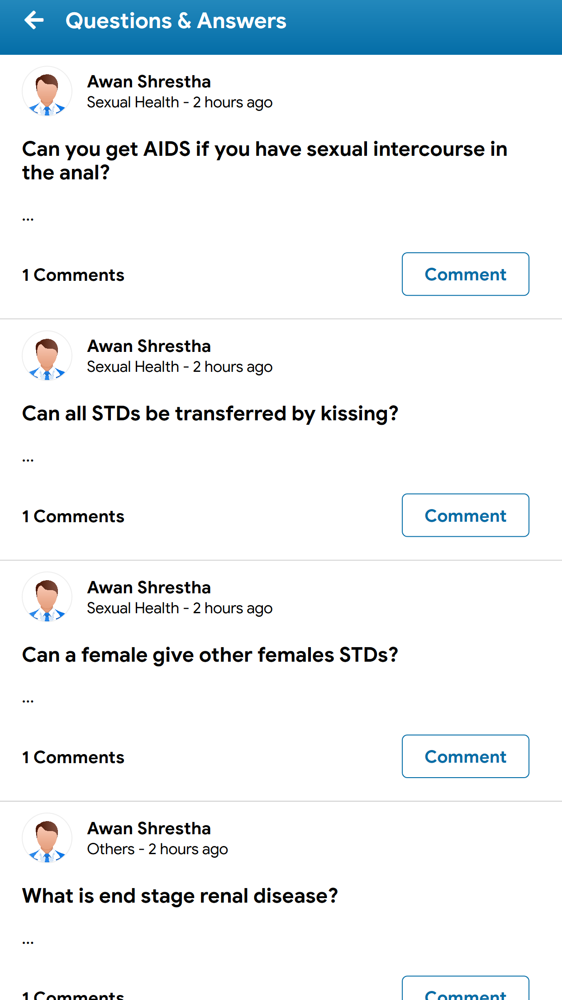 Questions & Answers
Awan Shrestha
Sexual Health - 2 hours ago
Can you get AIDS if you have sexual intercourse in
the anal?
...
1 Comments
Comment
Awan Shrestha
Sexual Health - 2 hours ago
Can all STDs be transferred by kissing?
...
1 Comments
Comment
Awan Shrestha
Sexual Health - 2 hours ago
Can a female give other females STDs?
...
1 Comments
Comment
Awan Shrestha
Others - 2 hours ago
What is end stage renal disease?
...
1 Comments
Comment